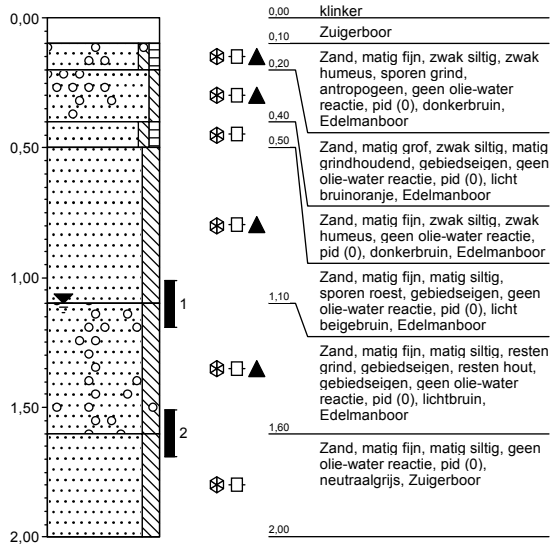 0,00
0,50
1,00
1,50
2,00
1
2
0,00 klinker
0,10 Zuigerboor
0,20 Zand, matig fijn, zwak siltig, zwak
humeus, sporen grind,
antropogeen, geen olie-water
reactie, pid (0), donkerbruin,
Edelmanboor
0,40 Zand, matig grof, zwak siltig, matig
grindhoudend, gebiedseigen, geen
olie-water reactie, pid (0), licht
bruinoranje, Edelmanboor
0,50 Zand, matig fijn, zwak siltig, zwak
humeus, geen olie-water reactie,
pid (0), donkerbruin, Edelmanboor
1,10 Zand, matig fijn, matig siltig,
sporen roest, gebiedseigen, geen
olie-water reactie, pid (0), licht
beigebruin, Edelmanboor
Zand, matig fijn, matig siltig, resten
grind, gebiedseigen, resten hout,
gebiedseigen, geen olie-water
reactie, pid (0), lichtbruin,
Edelmanboor
1,60
Zand, matig fijn, matig siltig, geen
olie-water reactie, pid (0),
neutraalgrijs, Zuigerboor
2,00